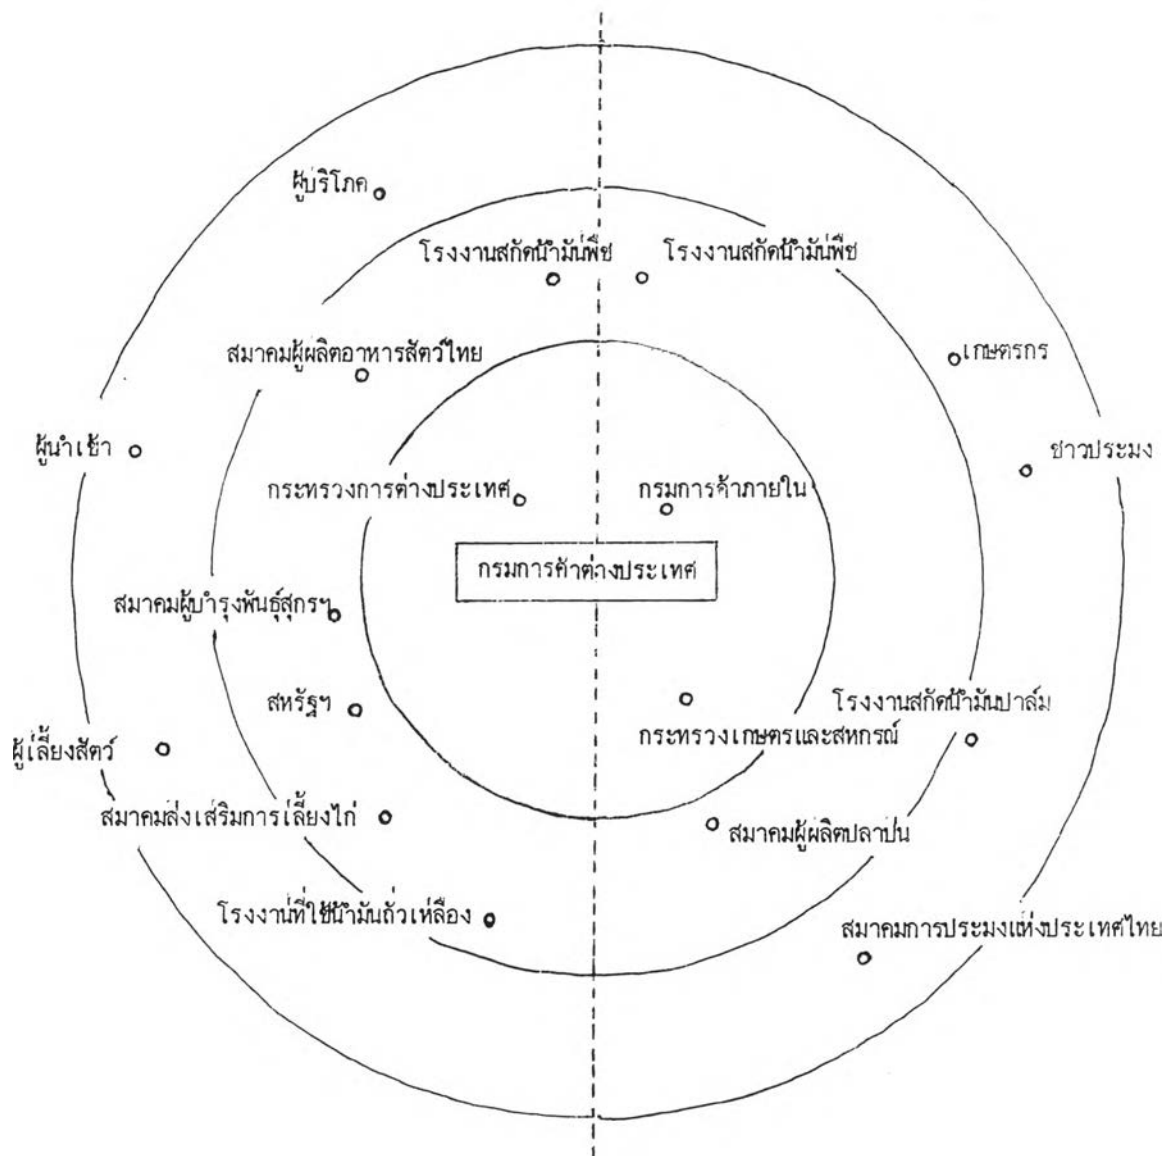 ผู้บริโภค
โรงงานสกัดน้ำมันพืช
โรงงานสกัดน้ำมันพืช
สมาคมผู้ผลิตอาหารสัตว์ไทย
เกษตรกร
ผู้นำเข้า
ชาวประมง
กระทรวงการต่างประเทศ
กรมการค้าภายใน
กรมการค้าต่างประเทศ
สมาคมผู้บำรุงพันธุ์สุกรฯ
สหรัฐฯ
โรงงานสกัดน้ำมันปาล์ม
กระทรวงเกษตรและสหกรณ์
ผู้เลี้ยงสัตว์
สมาคมส่งเสริมการเลี้ยงไก่
สมาคมผู้ผลิตปลาป่น
โรงงานที่ใช้น้ำมันถั่วเหลือง
สมาคมการประมงแห่งประเทศไทย